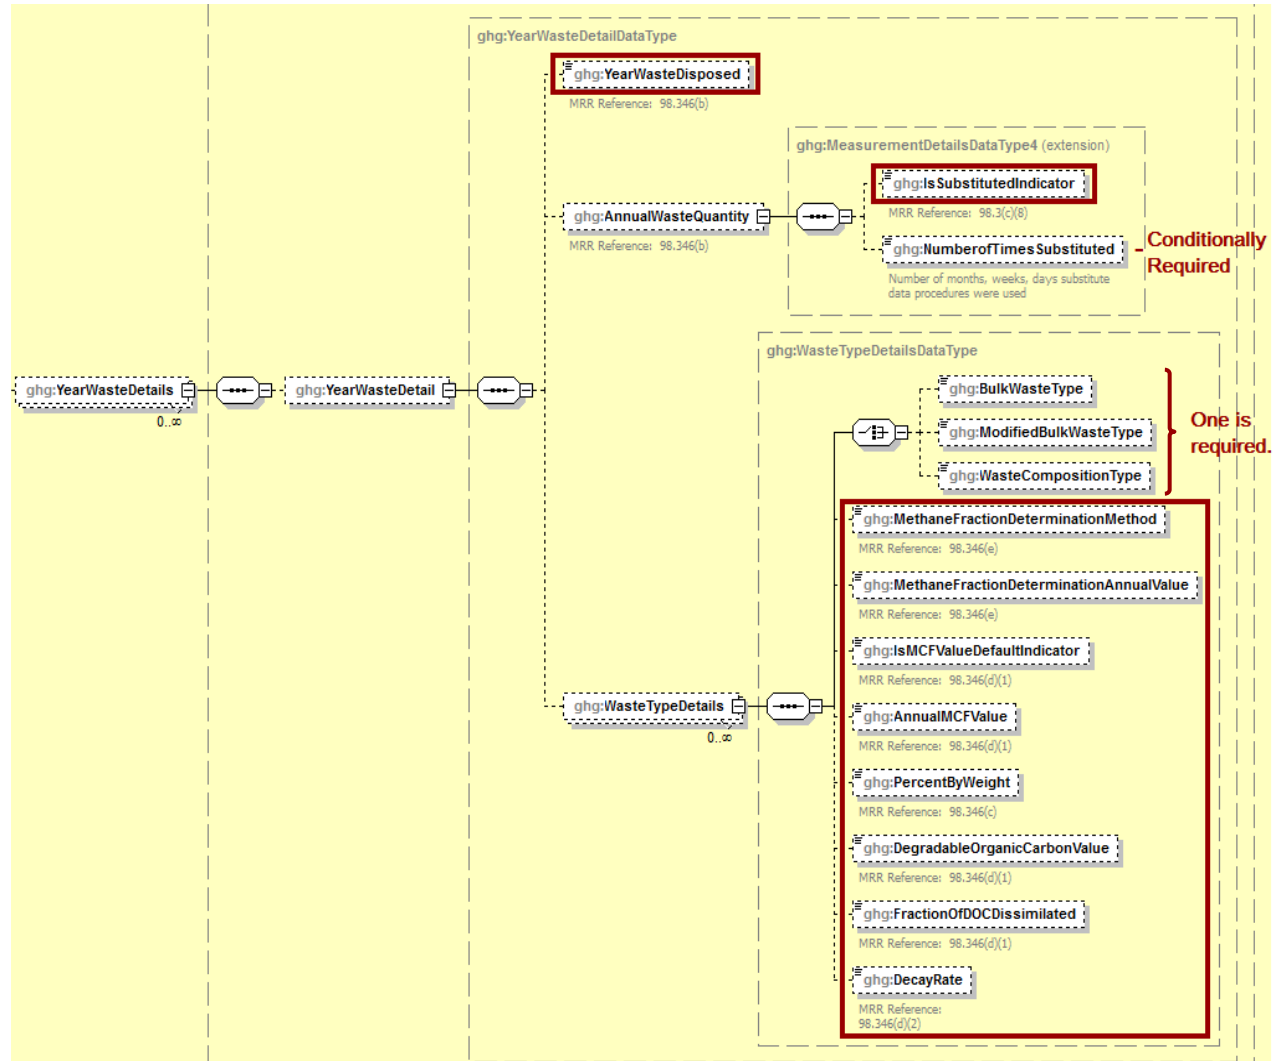 ghg:YearWasteDetailDataType
ghg:YearWasteDisposed
MRR Reference: 98.346(b)
ghg:MeasurementDetailsDataType4 (extension)
ghg:IsSubstitutedIndicator
MRR Reference: 98.3(c)(8)
ghg:AnnualWasteQuantity
MRR Reference: 98.346(b)
ghg:NumberofTimesSubstituted
Number of months, weeks, days substitute
data procedures were used
Conditionally
Required
ghg:WasteTypeDetailsDataType
ghg:YearWasteDetails
0..∞
ghg:YearWasteDetail
ghg:BulkWasteType
ghg:ModifiedBulkWasteType
ghg:WasteCompositionType
One is
required.
ghg:MethaneFractionDeterminationMethod
MRR Reference: 98.346(e)
ghg:MethaneFractionDeterminationAnnualValue
MRR Reference: 98.346(e)
ghg:IsMCFValueDefaultIndicator
MRR Reference: 98.346(d)(1)
ghg:WasteTypeDetails
0..∞
ghg:AnnualMCFValue
MRR Reference: 98.346(d)(1)
ghg:PercentByWeight
MRR Reference: 98.346(c)
ghg:DegradableOrganicCarbonValue
MRR Reference: 98.346(d)(1)
ghg:FractionOfDOCDissimilated
MRR Reference: 98.346(d)(1)
ghg:DecayRate
MRR Reference:
98.346(d)(2)